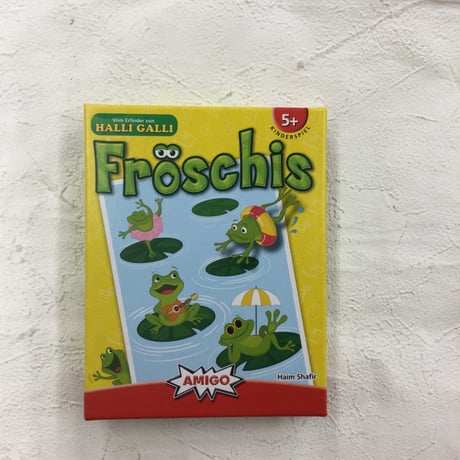 Vom Erfinder von
HALLI GALLI
5+
KINDERSPIEL
Fröschis
AMIGO
Haim Shafir